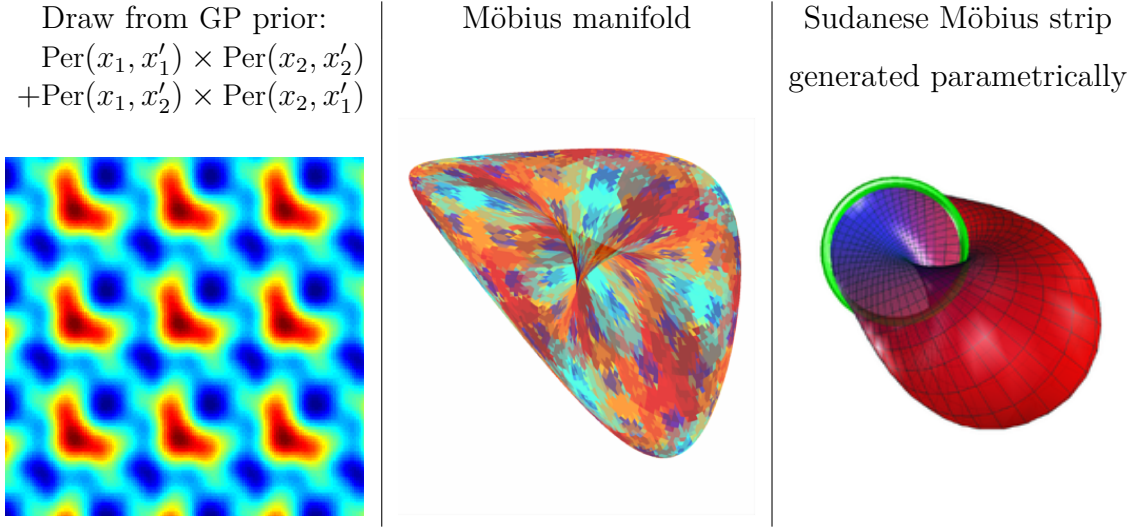 Draw from GP prior:
Per(x₁, x′₁) × Per(x₂, x′₂)
+Per(x₁, x′₂) × Per(x₂, x′₁)
Möbius manifold
Sudanese Möbius strip
generated parametrically